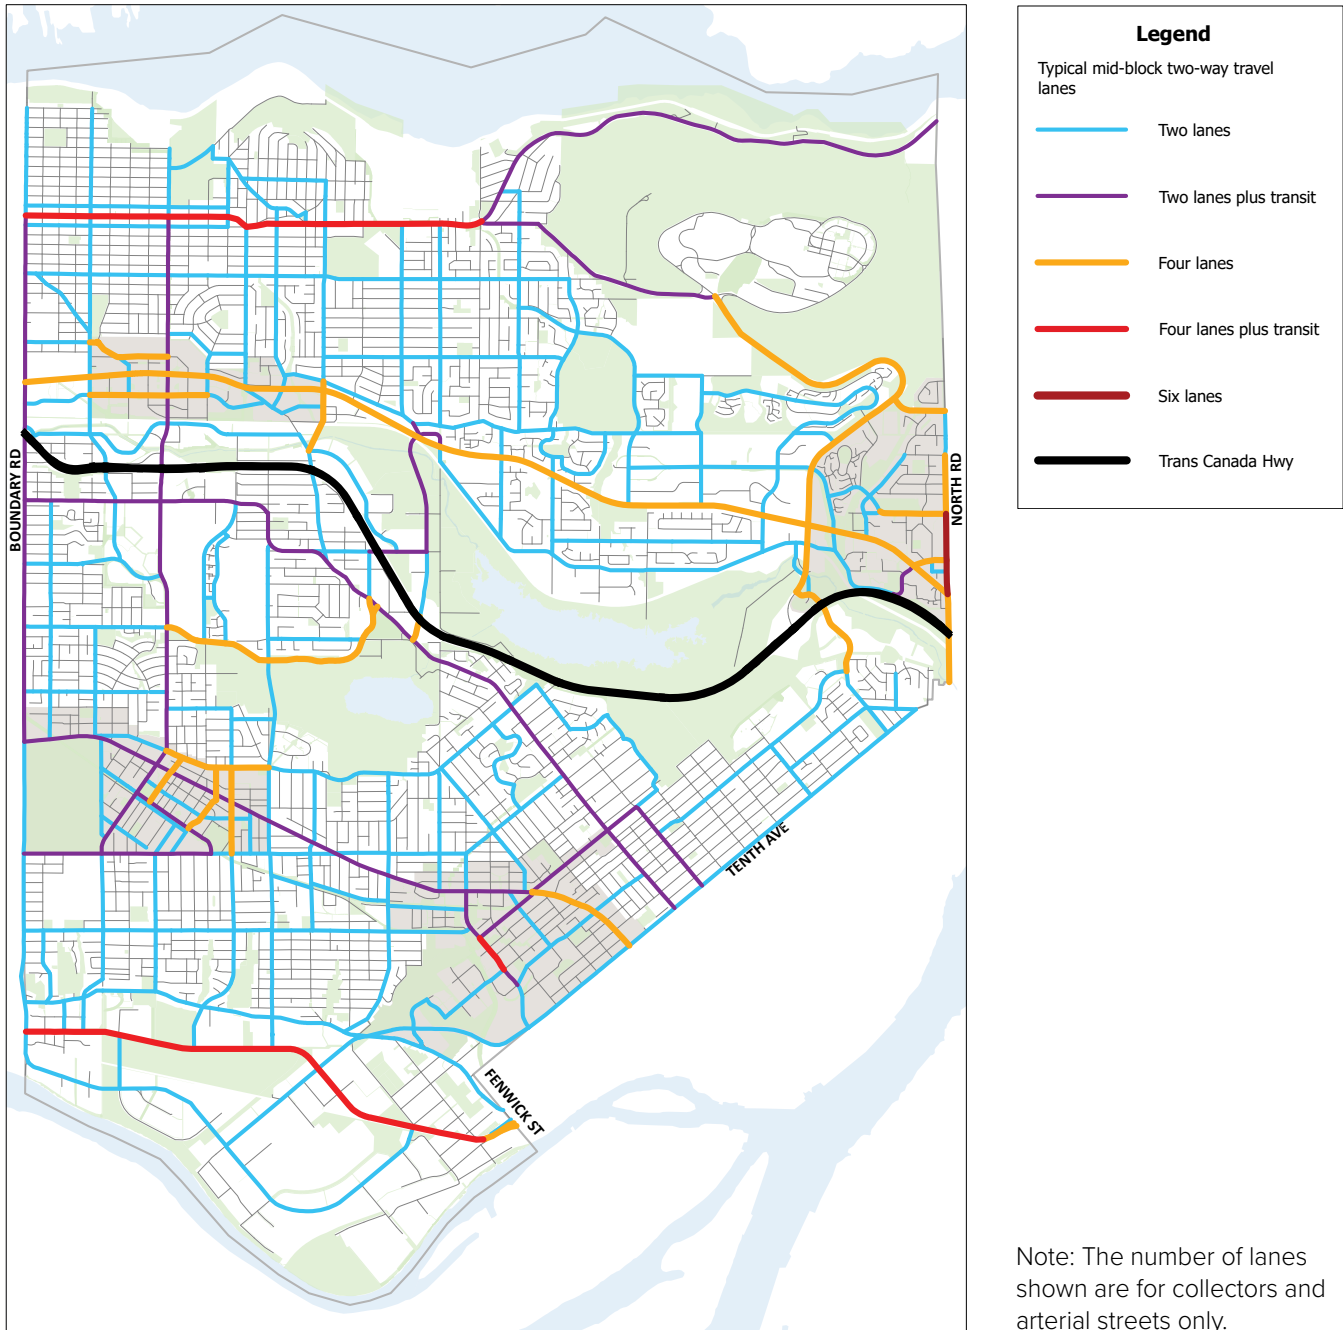 Legend
Typical mid-block two-way travel
lanes
Two lanes
Two lanes plus transit
Four lanes
Four lanes plus transit
Six lanes
Trans Canada Hwy
BOUNDARY RD
NORTH RD
TENTH AVE
FENWICK ST
Note: The number of lanes
shown are for collectors and
arterial streets only.